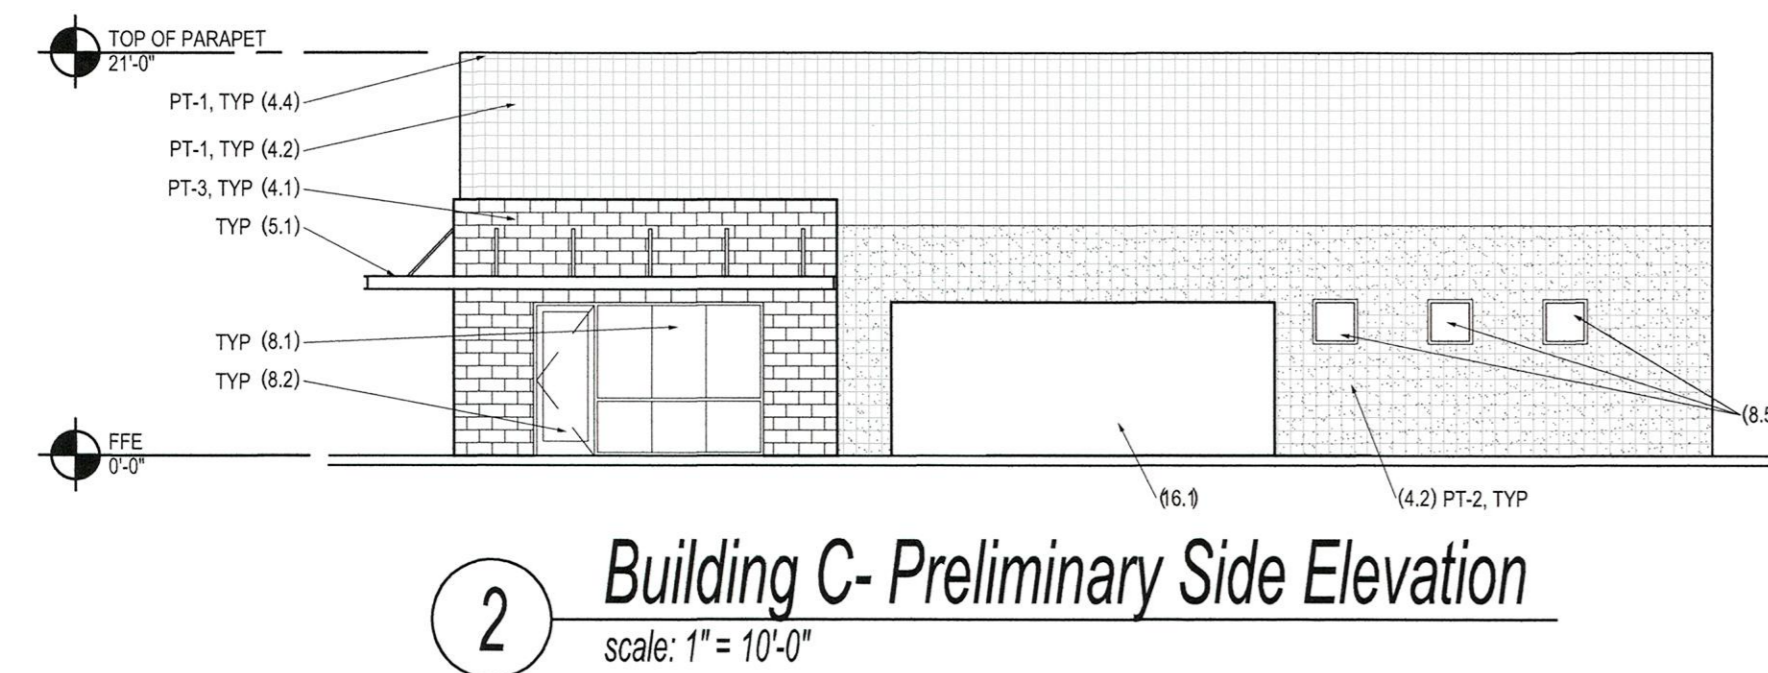 TOP OF PARAPET
21'-0"
PT-1, TYP (4.4)
PT-1, TYP (4.2)
PT-3, TYP (4.1)
TYP (5.1)
TYP (8.1)
TYP (8.2)
(8.5
FFE
0'-0"
(16.1)
(4.2) PT-2, TYP
2
Building C- Preliminary Side Elevation
scale: 1" = 10'-0"